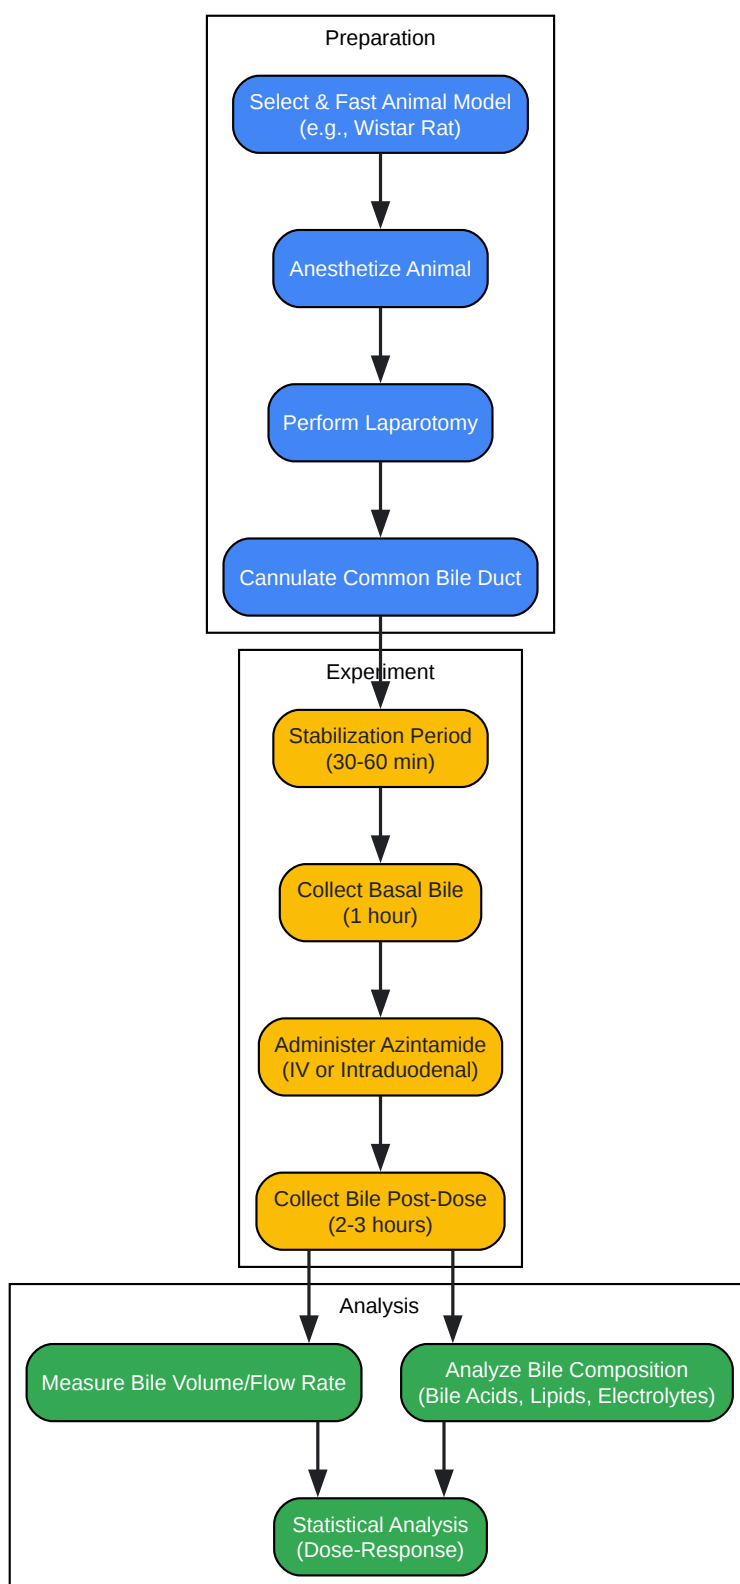 Preparation
Select & Fast Animal Model
(e.g., Wistar Rat)
Anesthetize Animal
Perform Laparotomy
Cannulate Common Bile Duct
Experiment
Stabilization Period
(30-60 min)
Collect Basal Bile
(1 hour)
Administer Azintamide
(IV or Intraduodenal)
Collect Bile Post-Dose
(2-3 hours)
Analysis
Measure Bile Volume/Flow Rate
Analyze Bile Composition
(Bile Acids, Lipids, Electrolytes)
Statistical Analysis
(Dose-Response)